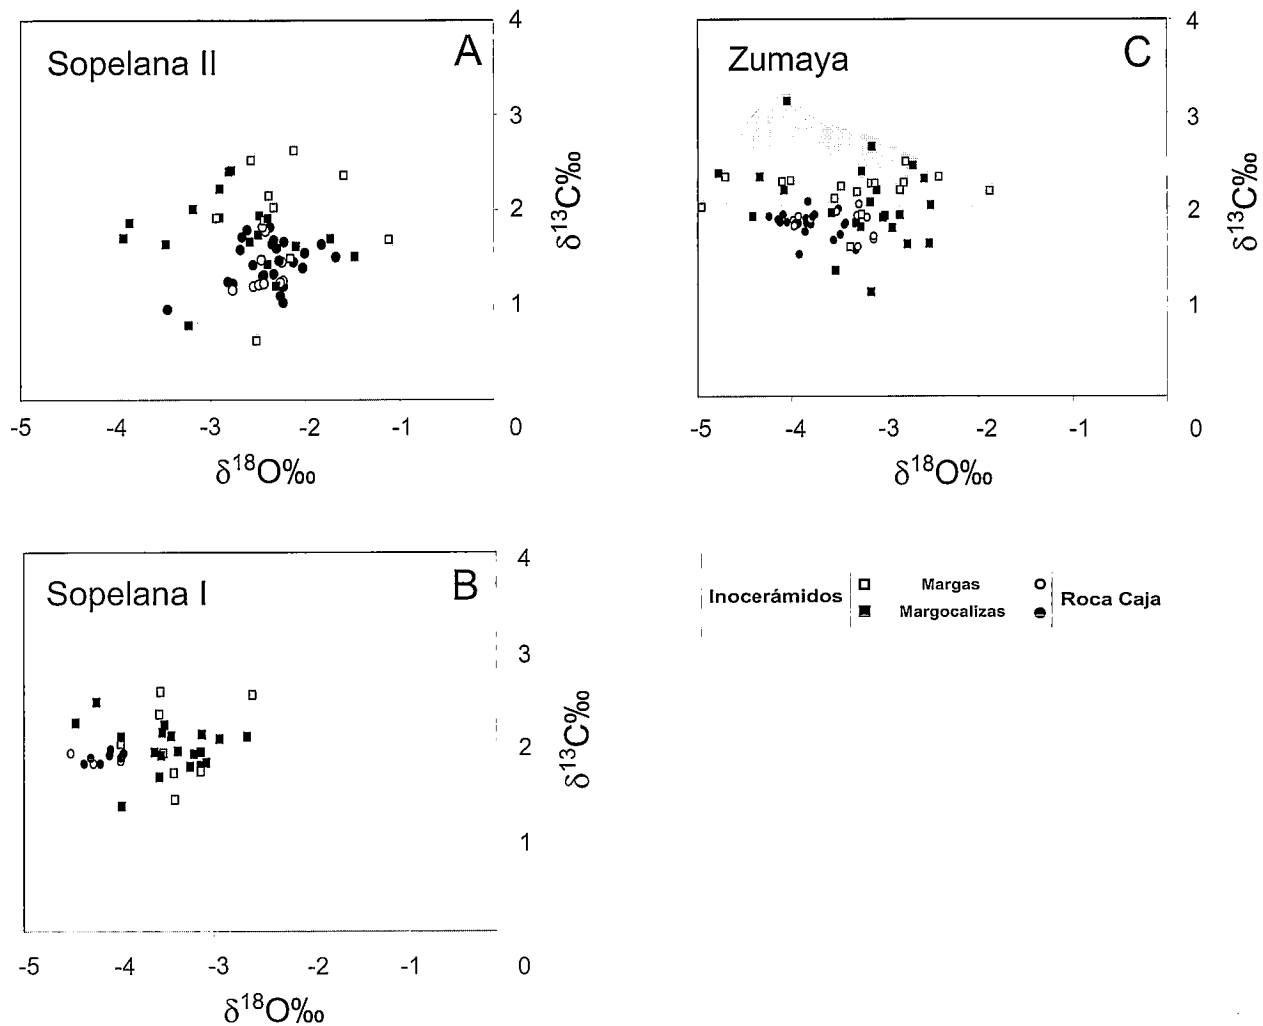 Sopelana II
A
4
3
2
1
δ13C‰
-5 -4 -3 -2 -1 0
δ18O‰
Zumaya
C
4
3
2
1
δ13C‰
-5 -4 -3 -2 -1 0
δ18O‰
Sopelana I
B
4
3
2
1
δ13C‰
-5 -4 -3 -2 -1 0
δ18O‰
Inocerámidos
Margas
Margocalizas
Roca Caja